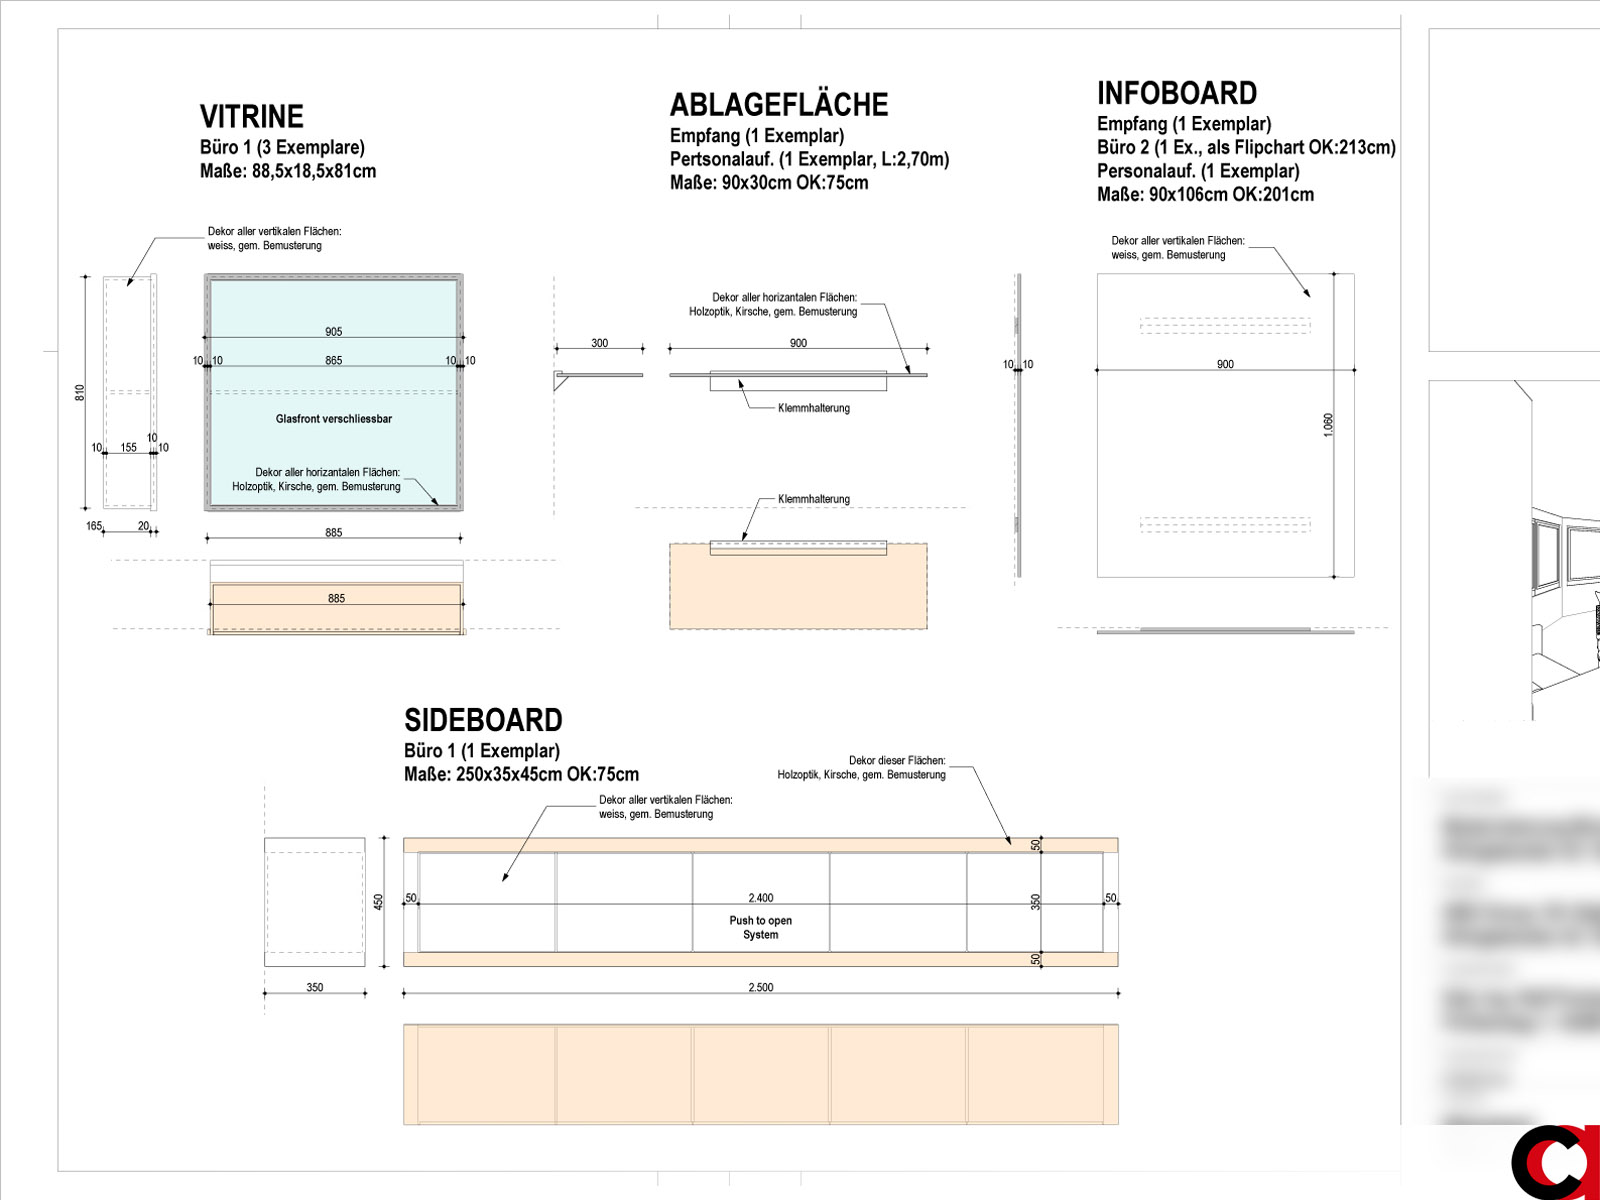 VITRINE
Büro 1 (3 Exemplare)
Maße: 88,5x18,5x81cm
ABLAGEFLÄCHE
Empfang (1 Exemplar)
Pertsonalauf. (1 Exemplar, L:2,70m)
Maße: 90x30cm OK:75cm
INFOBOARD
Empfang (1 Exemplar)
Büro 2 (1 Ex., als Flipchart OK:213cm)
Personalauf. (1 Exemplar)
Maße: 90x106cm OK:201cm
Dekor aller vertikalen Flächen:
weiss, gem. Bemusterung
905
10 10 865 10 10
810
Glasfront verschliessbar
10
10 155 10
Dekor aller horizantalen Flächen:
Holzoptik, Kirsche, gem. Bemusterung
165 20
885
885
Dekor aller horizantalen Flächen:
Holzoptik, Kirsche, gem. Bemusterung
300 900
Klemmhalterung
Klemmhalterung
Dekor aller vertikalen Flächen:
weiss, gem. Bemusterung
10 10 900
1.060
SIDEBOARD
Büro 1 (1 Exemplar)
Maße: 250x35x45cm OK:75cm
Dekor dieser Flächen:
Holzoptik, Kirsche, gem. Bemusterung
Dekor aller vertikalen Flächen:
weiss, gem. Bemusterung
50
450 50 2.400 350 50
Push to open
System
50
350 2.500
ca